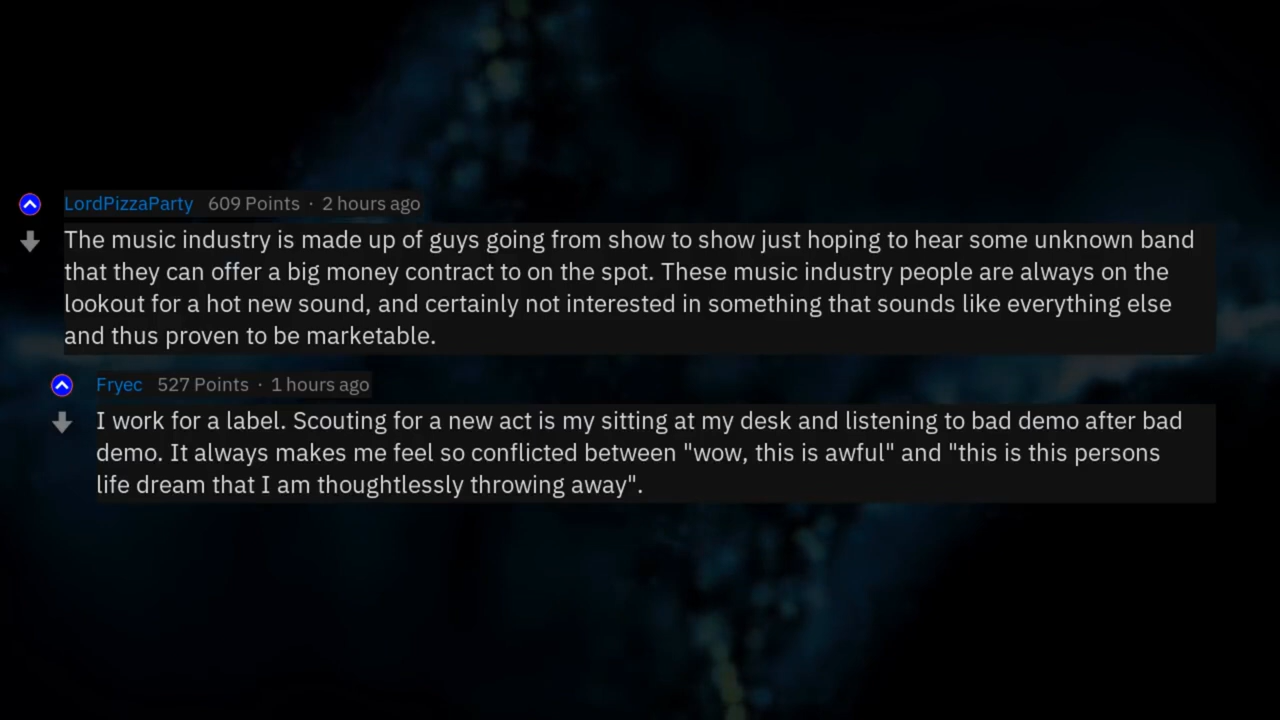 LordPizzaParty 609 Points · 2 hours ago
The music industry is made up of guys going from show to show just hoping to hear some unknown band
that they can offer a big money contract to on the spot. These music industry people are always on the
lookout for a hot new sound, and certainly not interested in something that sounds like everything else
and thus proven to be marketable.
Fryec 527 Points · 1 hours ago
I work for a label. Scouting for a new act is my sitting at my desk and listening to bad demo after bad
demo. It always makes me feel so conflicted between "wow, this is awful" and "this is this persons
life dream that I am thoughtlessly throwing away".